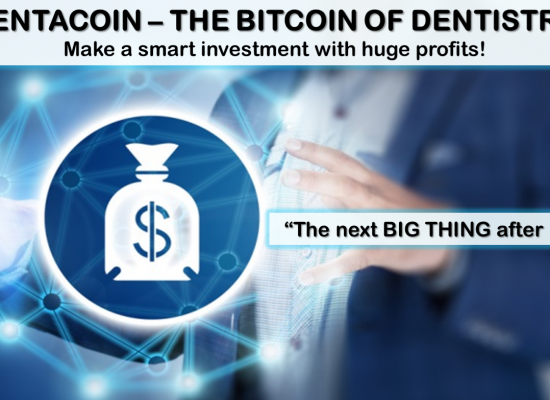 ENTACOIN – THE BITCOIN OF DENTISTR
Make a smart investment with huge profits!
$
“The next BIG THING after